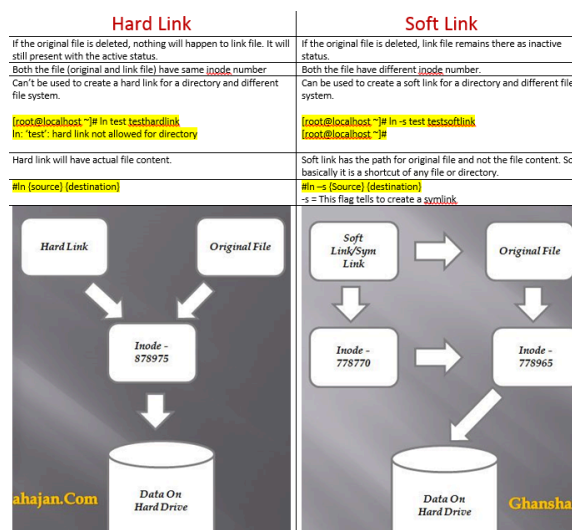 Hard Link
If the original file is deleted, nothing will happen to link file. It will
still present with the active status.
Both the file (original and link file) have same inode number
Can't be used to create a hard link for a directory and different
file system.
[root@localhost ~]# ln test testhardlink
ln: 'test': hard link not allowed for directory
Hard link will have actual file content.
#ln {source} {destination}
Soft Link
If the original file is deleted, link file remains there as inactive
status.
Both the file have different inode number.
Can be used to create a soft link for a directory and different file
system.
[root@localhost ~]# ln -s test testsoftlink
[root@localhost ~]#
Soft link has the path for original file and not the file content. So
basically it is a shortcut of any file or directory.
#ln –s {Source} {destination}
-s = This flag tells to create a symlink
Hard Link
Original File
Inode -
878975
Data On
Hard Drive
ahajan.Com
Soft
Link/Sym
Link
Original File
Inode -
778770
Inode -
778965
Data On
Hard Drive
Ghansha